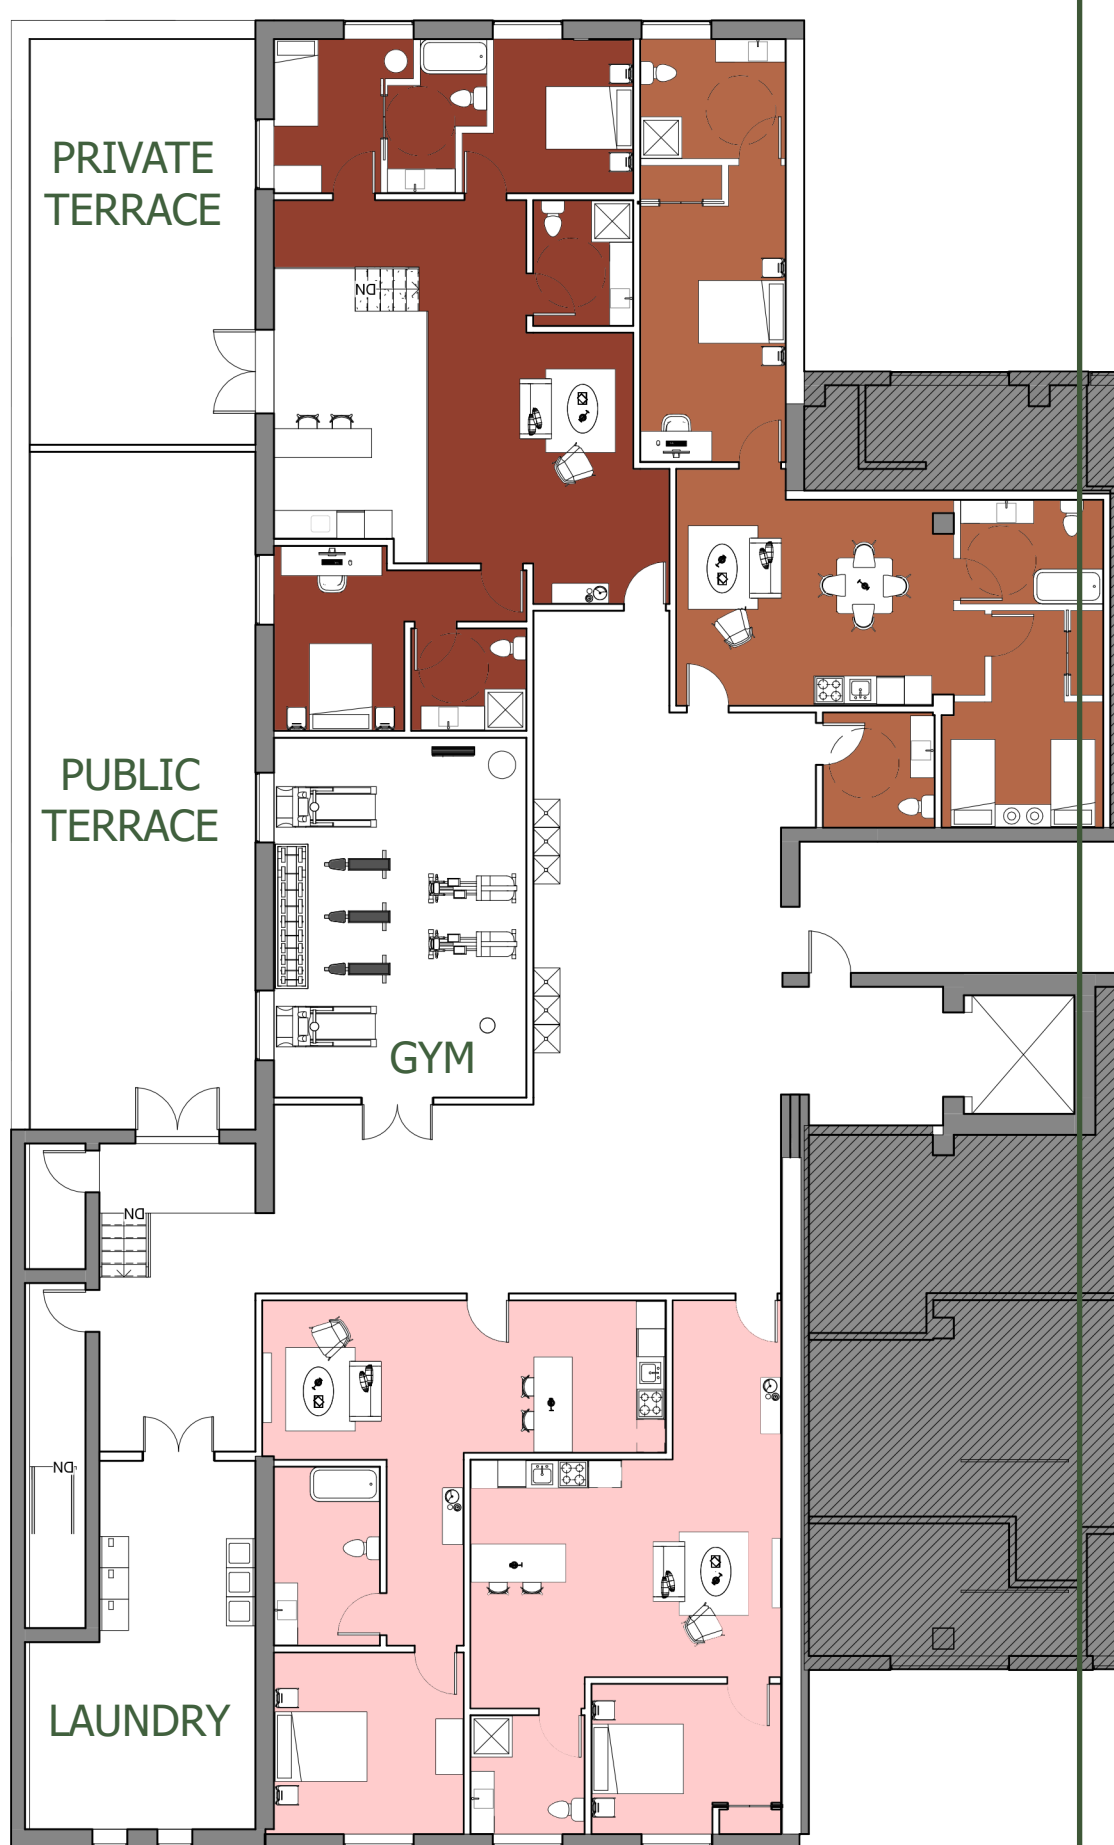 PRIVATE
TERRACE
DN
PUBLIC
TERRACE
GYM
DN
DN
LAUNDRY